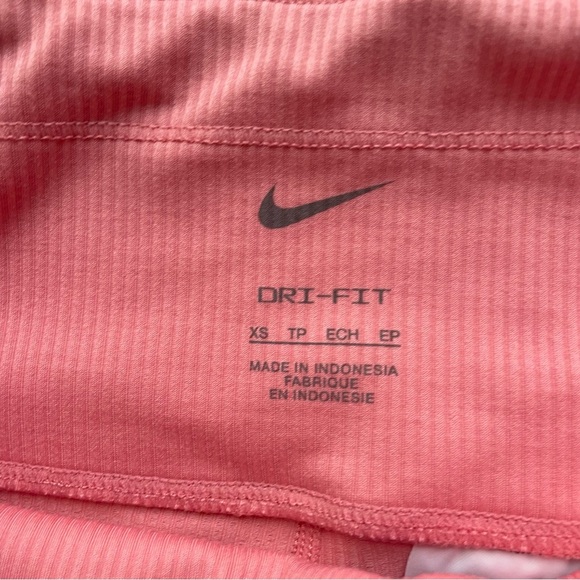 DRI-FIT
XS TP ECH EP
MADE IN INDONESIA
FABRIQUE
EN INDONESIE